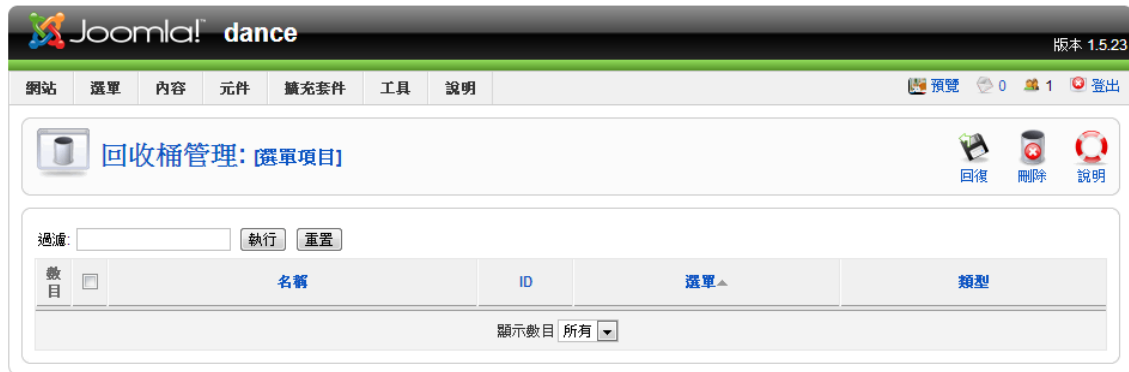 Joomla! dance
版本 1.5.23
網站 選單 內容 元件 擴充套件 工具 說明 預覽 0 1 登出
回收桶管理: [選單項目]
回復 刪除 說明
過濾: 執行 重置
數目 名稱 ID 選單 類型
顯示數目 所有